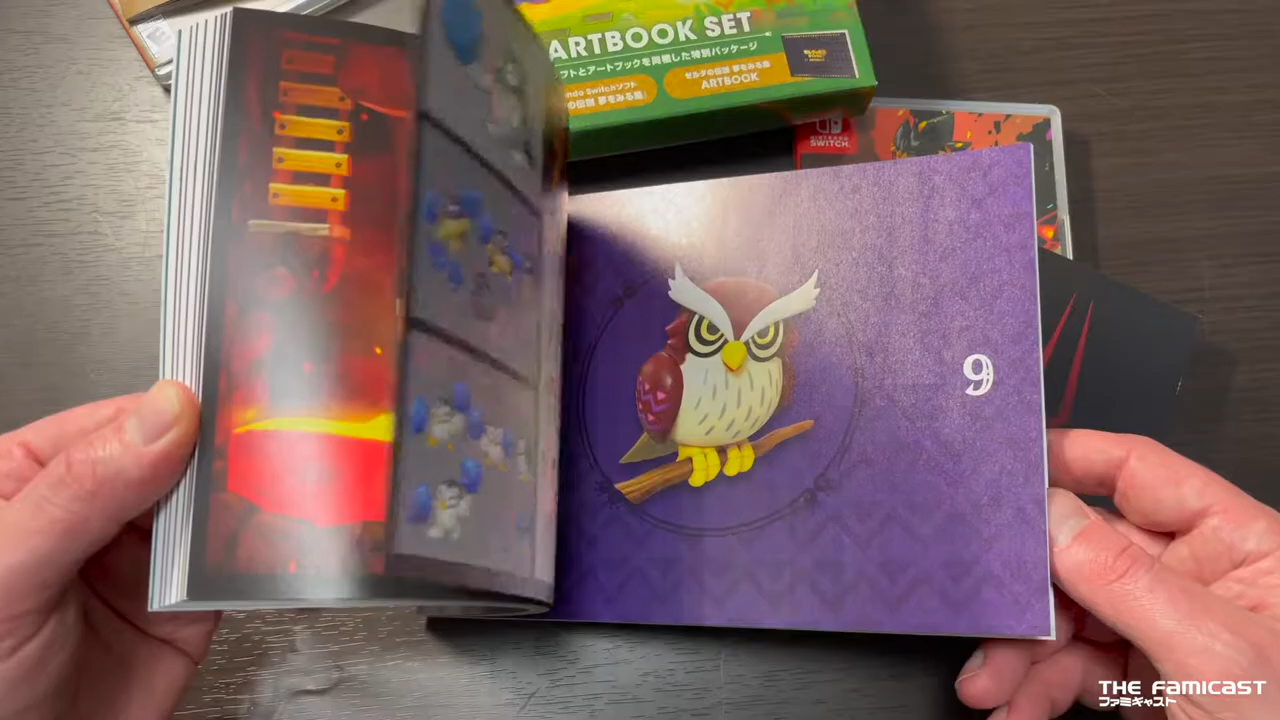 ARTBOOK SET
フトとアートブックを同梱した特別パッケージ
ndo Switchソフト
の伝説 夢をみる島
ゼルダの伝説 夢をみる島
ARTBOOK
NINTENDO
SWITCH.
9
THE FAMICAST
ファミキャスト